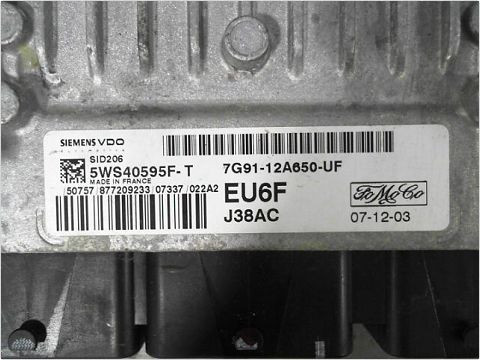 SIEMENS VDO
SID206
5WS40595F-T
MADE IN FRANCE
50757 877209233 07337 022A2
7G91-12A650-UF
EU6F
J38AC
FoMoCo
07-12-03